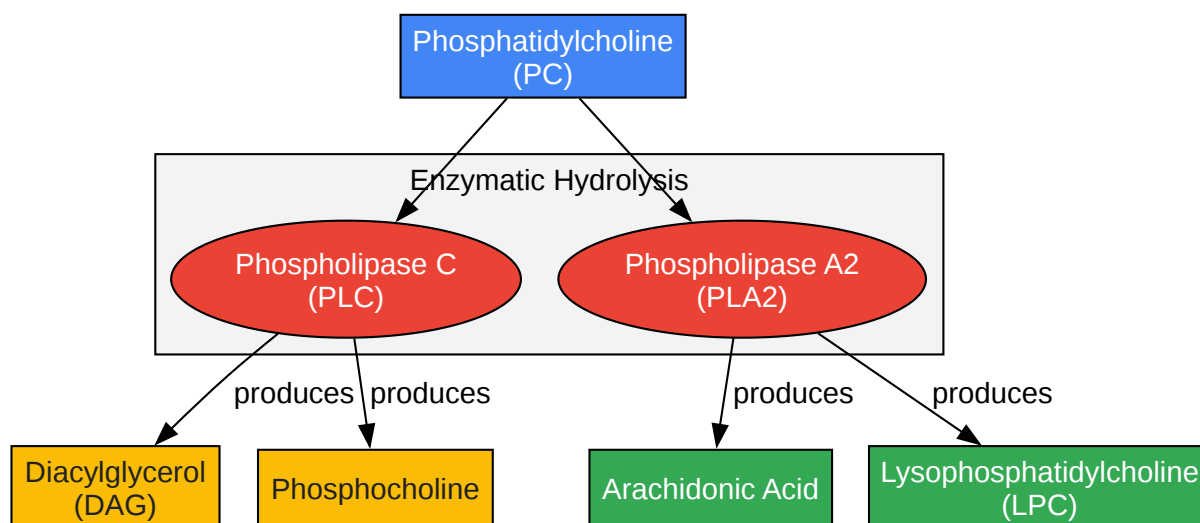 Phosphatidylcholine
(PC)
Enzymatic Hydrolysis
Phospholipase C
(PLC)
Phospholipase A2
(PLA2)
produces
produces
produces
produces
Diacylglycerol
(DAG)
Phosphocholine
Arachidonic Acid
Lysophosphatidylcholine
(LPC)